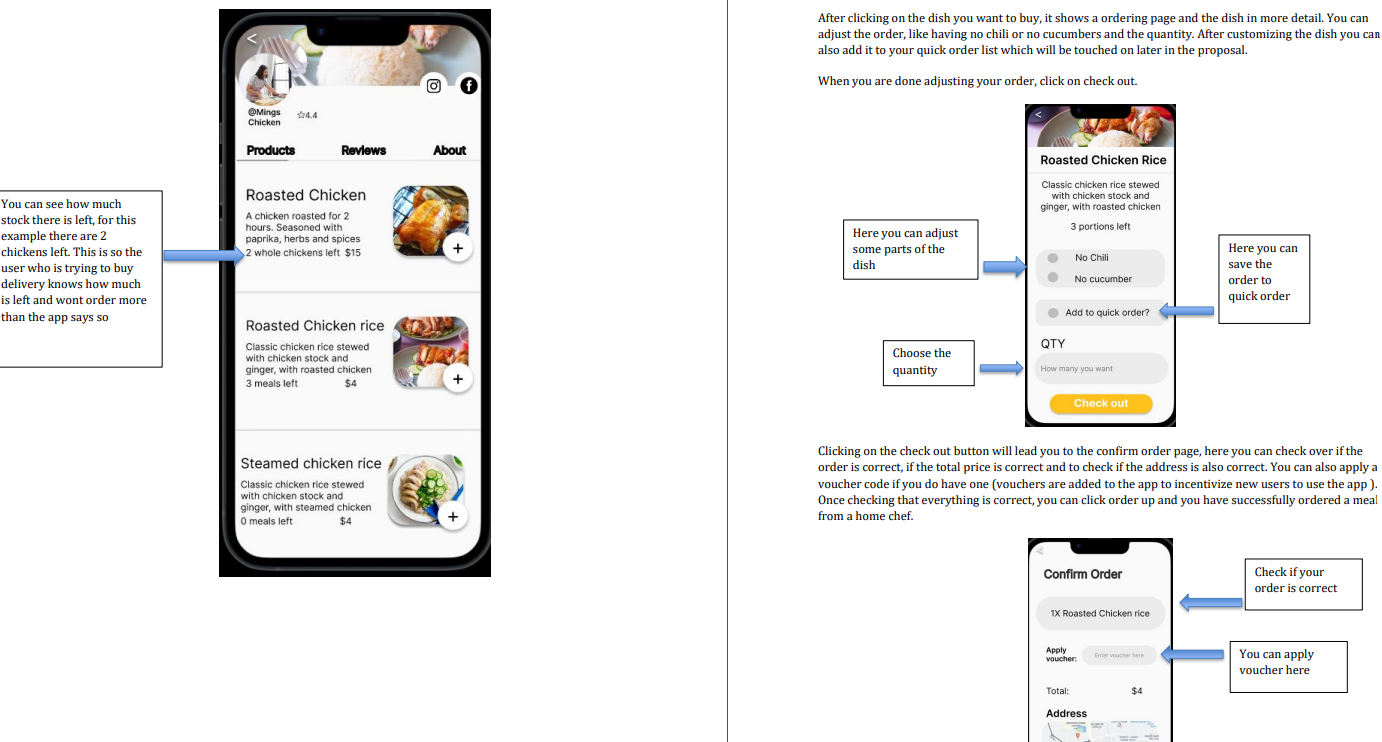 You can see how much
stock there is left, for this
example there are 2
chickens left. This is so the
user who is trying to buy
delivery knows how much
is left and wont order more
than the app says so
<
@Mings
Chicken
☆4.4
Products Reviews About
Roasted Chicken
A chicken roasted for 2
hours. Seasoned with
paprika, herbs and spices
2 whole chickens left $15
+
Roasted Chicken rice
Classic chicken rice stewed
with chicken stock and
ginger, with roasted chicken
3 meals left $4
+
Steamed chicken rice
Classic chicken rice stewed
with chicken stock and
ginger, with steamed chicken
0 meals left $4
+
After clicking on the dish you want to buy, it shows a ordering page and the dish in more detail. You can
adjust the order, like having no chili or no cucumbers and the quantity. After customizing the dish you can
also add it to your quick order list which will be touched on later in the proposal.
When you are done adjusting your order, click on check out.
<
Roasted Chicken Rice
Classic chicken rice stewed
with chicken stock and
ginger, with roasted chicken
3 portions left
Here you can adjust
some parts of the
dish
No Chili
No cucumber
Here you can
save the
order to
quick order
Add to quick order?
Choose the
quantity
QTY
How many you want
Check out
Clicking on the check out button will lead you to the confirm order page, here you can check over if the
order is correct, if the total price is correct and to check if the address is also correct. You can also apply a
voucher code if you do have one (vouchers are added to the app to incentivize new users to use the app ).
Once checking that everything is correct, you can click order up and you have successfully ordered a meal
from a home chef.
<
Confirm Order
1X Roasted Chicken rice
Check if your
order is correct
Apply
voucher:
Enter voucher here
You can apply
voucher here
Total: $4
Address